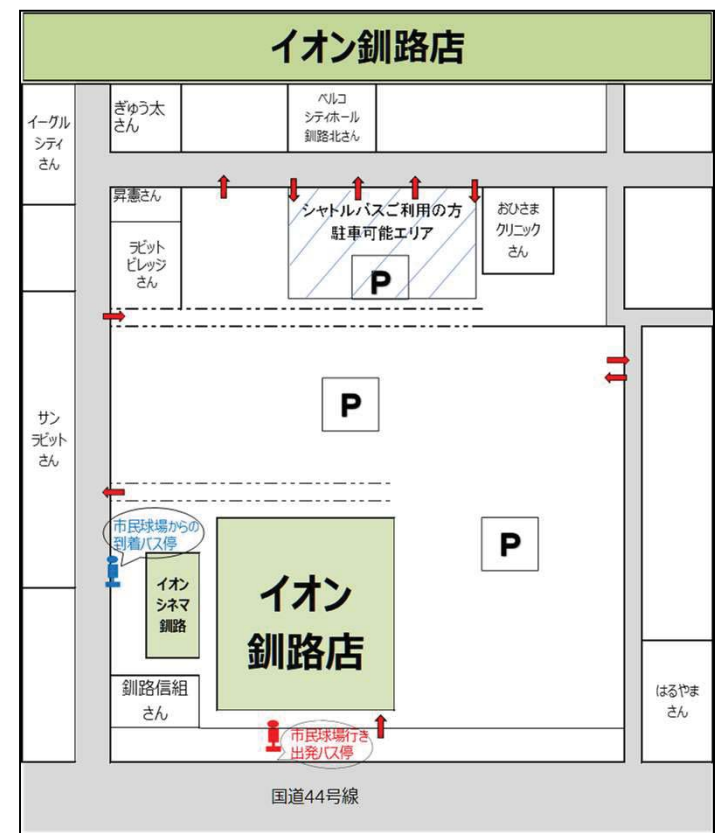 イオン釧路店
イーグル
シティ
さん
ぎゅう太
さん
ベルコ
シティホール
釧路北さん
昇憲さん
ラビット
ビレッジ
さん
シャトルバスご利用の方
駐車可能エリア
P
おひさま
クリニック
さん
サン
ラビット
さん
P
市民球場からの
到着バス停
イオン
シネマ
釧路
イオン
釧路店
P
釧路信組
さん
はるやま
さん
市民球場行き
出発バス停
国道44号線